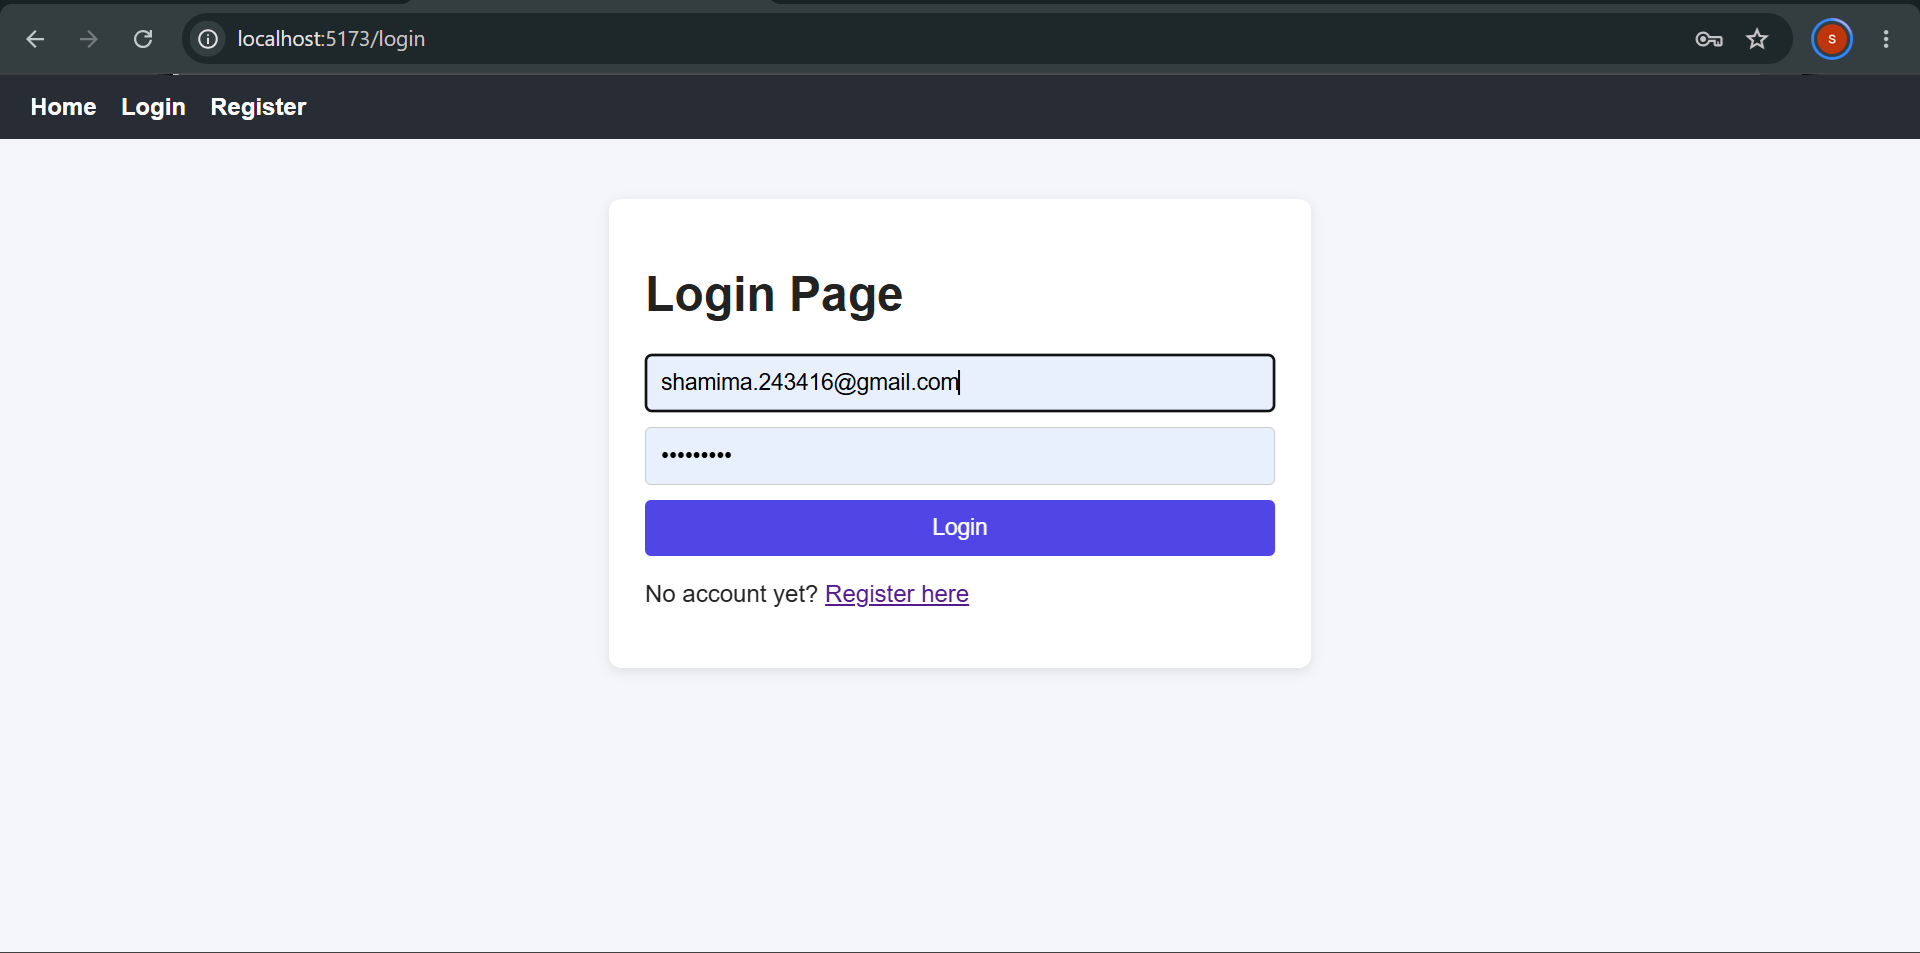 localhost:5173/login
S
Home Login Register
Login Page
shamima.243416@gmail.com
•••••••••
Login
No account yet? Register here